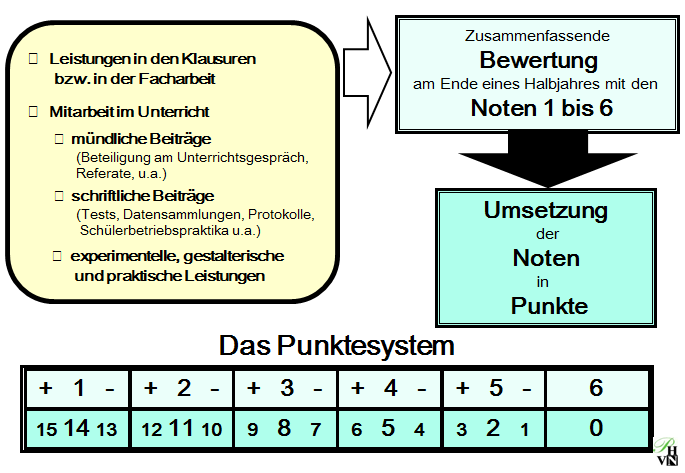 Leistungen in den Klausuren
bzw. in der Facharbeit
Mitarbeit im Unterricht
mündliche Beiträge
(Beteiligung am Unterrichtsgespräch,
Referate, u.a.)
schriftliche Beiträge
(Tests, Datensammlungen, Protokolle,
Schülerbetriebspraktika u.a.)
experimentelle, gestalterische
und praktische Leistungen
Zusammenfassende
Bewertung
am Ende eines Halbjahres mit den
Noten 1 bis 6
Umsetzung
der
Noten
in
Punkte
Das Punktesystem
+ 1 - + 2 - + 3 - + 4 - + 5 - 6
15 14 13 12 11 10 9 8 7 6 5 4 3 2 1 0